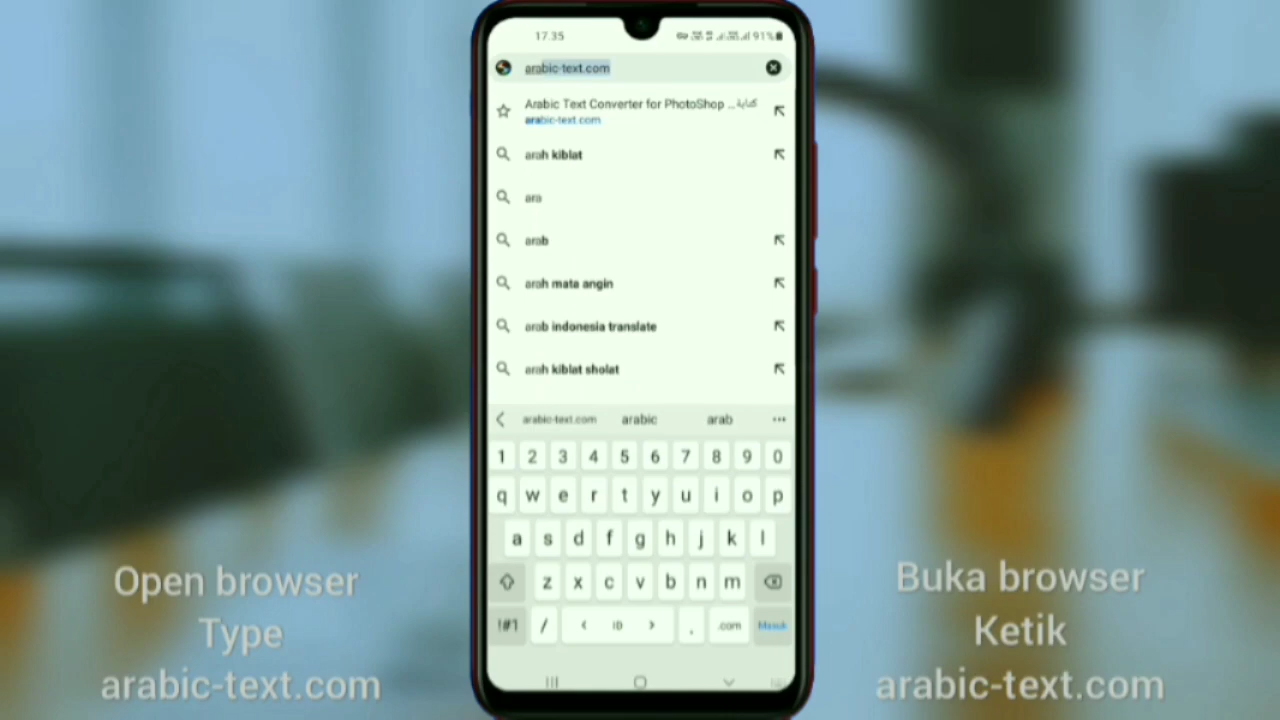 17.35
91%
arabic-text.com
Arabic Text Converter for PhotoShop ... كتابة
arabic-text.com
arah kiblat
ara
arab
arah mata angin
arab indonesia translate
arah kiblat sholat
arabic-text.com arabic arab
1 2 3 4 5 6 7 8 9 0
q w e r t y u i o p
a s d f g h j k l
z x c v b n m
!#1 / < ID > . .com Masuk
Open browser
Type
arabic-text.com
Buka browser
Ketik
arabic-text.com